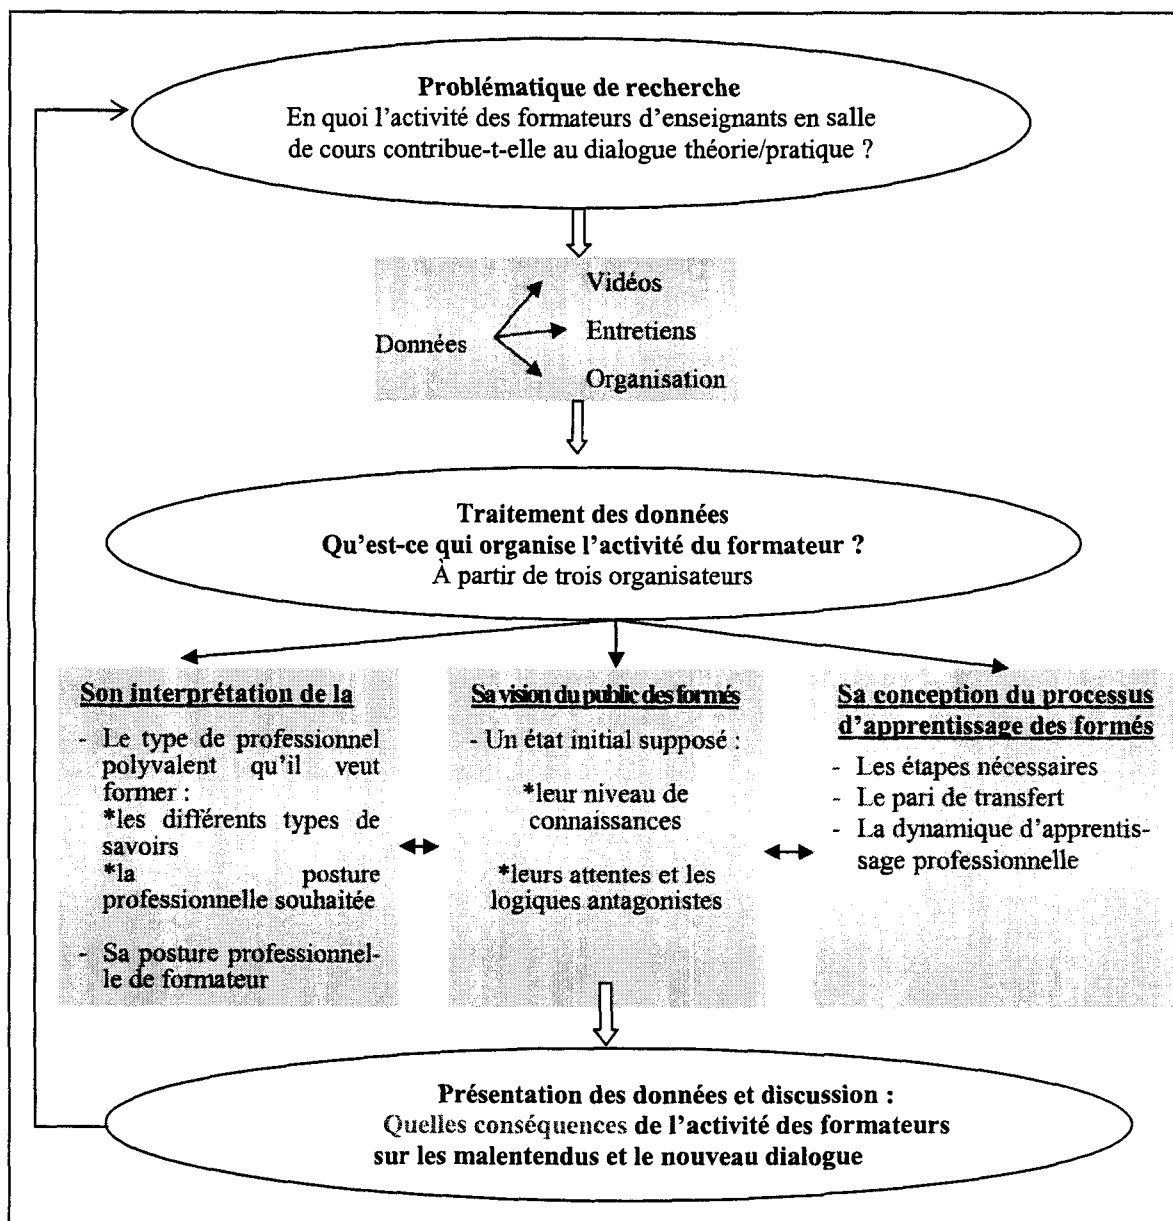 Problématique de recherche
En quoi l’activité des formateurs d’enseignants en salle
de cours contribue-t-elle au dialogue théorie/pratique ?
Données
Vidéos
Entretiens
Organisation
Traitement des données
Qu’est-ce qui organise l’activité du formateur ?
À partir de trois organisateurs
Son interprétation de la
- Le type de professionnel
polyvalent qu’il veut
former :
*les différents types de
savoirs
*la posture
professionnelle souhaitée
- Sa posture professionnel-
le de formateur
Sa vision du public des formés
- Un état initial supposé :
*leur niveau de
connaissances
*leurs attentes et les
logiques antagonistes
Sa conception du processus
d’apprentissage des formés
- Les étapes nécessaires
- Le pari de transfert
- La dynamique d’apprentis-
sage professionnelle
Présentation des données et discussion :
Quelles conséquences de l’activité des formateurs
sur les malentendus et le nouveau dialogue